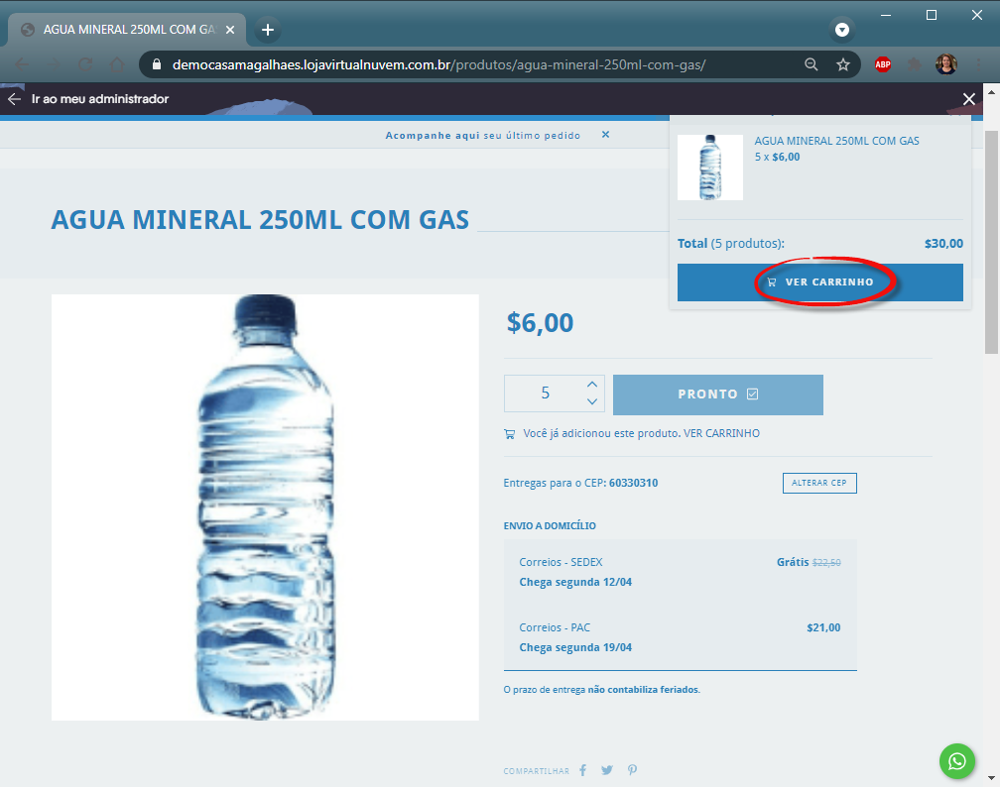 AGUA MINERAL 250ML COM GA
democasamagalhaes.lojavirtualnuvem.com.br/produtos/agua-mineral-250ml-com-gas/
ABP
Ir ao meu administrador
Acompanhe aqui seu último pedido
AGUA MINERAL 250ML COM GAS
5 x $6,00
Total (5 produtos): $30,00
VER CARRINHO
AGUA MINERAL 250ML COM GAS
$6,00
5
PRONTO
Você já adicionou este produto. VER CARRINHO
Entregas para o CEP: 60330310
ALTERAR CEP
ENVIO A DOMICÍLIO
Correios - SEDEX Grátis $22,50
Chega segunda 12/04
Correios - PAC $21,00
Chega segunda 19/04
O prazo de entrega não contabiliza feriados.
COMPARTILHAR